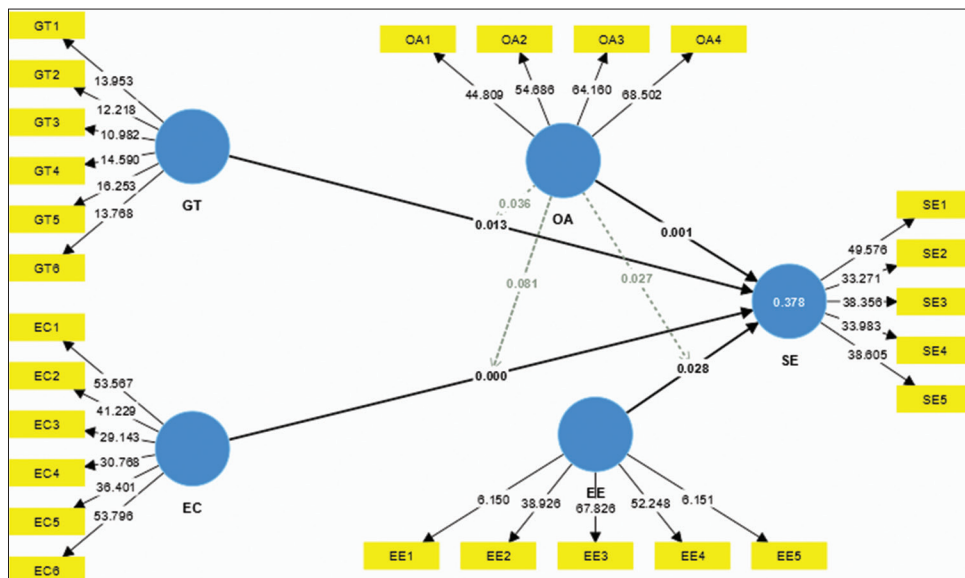 GT1
GT2
GT3
GT4
GT5
GT6
13.953
12.218
10.982
14.590
16.253
13.768
GT
OA1
OA2
OA3
OA4
44.809
54.686
64.160
68.502
OA
0.036
0.013
0.001
0.081
0.027
0.000
0.028
SE1
SE2
SE3
SE4
SE5
49.576
33.271
38.356
33.983
38.605
0.378
SE
EC1
EC2
EC3
EC4
EC5
EC6
53.567
41.229
29.143
30.768
36.401
53.796
EC
EE
6.150
38.926
67.826
52.248
6.151
EE1
EE2
EE3
EE4
EE5